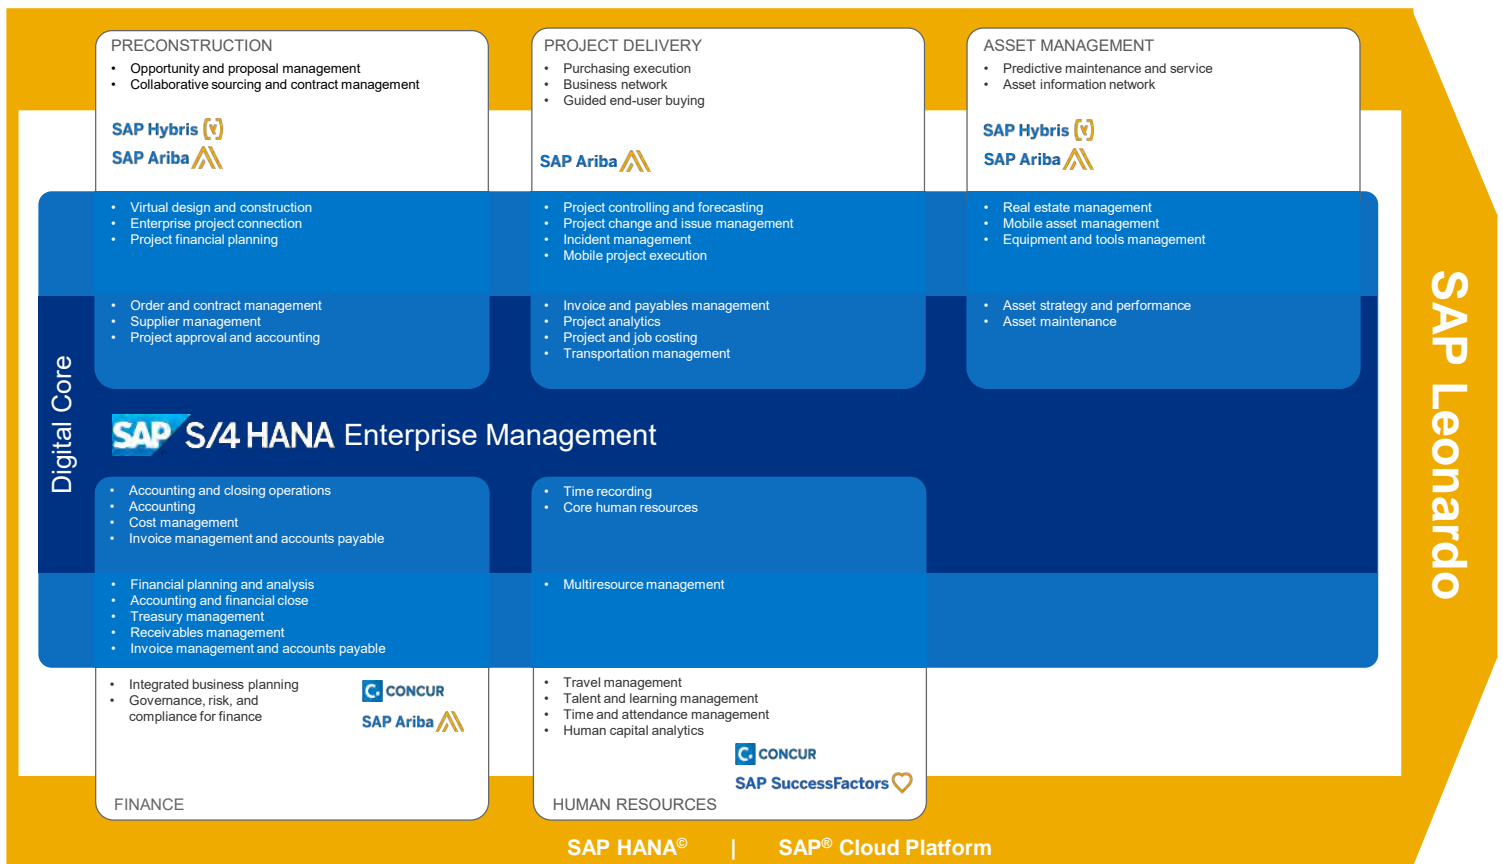 PRECONSTRUCTION
• Opportunity and proposal management
• Collaborative sourcing and contract management
SAP Hybris
SAP Ariba
• Virtual design and construction
• Enterprise project connection
• Project financial planning
• Order and contract management
• Supplier management
• Project approval and accounting
PROJECT DELIVERY
• Purchasing execution
• Business network
• Guided end-user buying
SAP Ariba
• Project controlling and forecasting
• Project change and issue management
• Incident management
• Mobile project execution
• Invoice and payables management
• Project analytics
• Project and job costing
• Transportation management
ASSET MANAGEMENT
• Predictive maintenance and service
• Asset information network
SAP Hybris
SAP Ariba
• Real estate management
• Mobile asset management
• Equipment and tools management
• Asset strategy and performance
• Asset maintenance
Digital Core
SAP S/4 HANA Enterprise Management
• Accounting and closing operations
• Accounting
• Cost management
• Invoice management and accounts payable
• Financial planning and analysis
• Accounting and financial close
• Treasury management
• Receivables management
• Invoice management and accounts payable
• Integrated business planning
• Governance, risk, and
compliance for finance
C. CONCUR
SAP Ariba
FINANCE
• Time recording
• Core human resources
• Multiresource management
• Travel management
• Talent and learning management
• Time and attendance management
• Human capital analytics
C. CONCUR
SAP SuccessFactors
HUMAN RESOURCES
SAP Leonardo
SAP HANA© | SAP® Cloud Platform